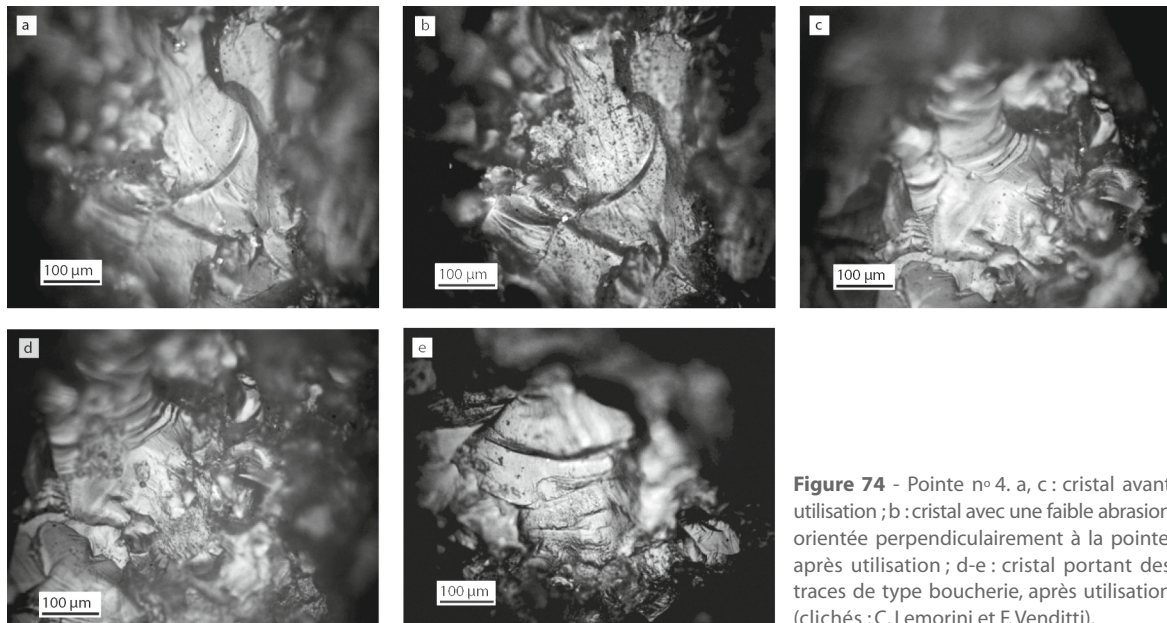 a
100 µm
b
100 µm
c
100 µm
d
100 µm
e
100 µm
Figure 74 - Pointe nº 4. a, c : cristal avant
utilisation ; b : cristal avec une faible abrasion
orientée perpendiculairement à la pointe
après utilisation ; d-e : cristal portant des
traces de type boucherie, après utilisation
(clichés : C. Lemorini et F. Venditti).